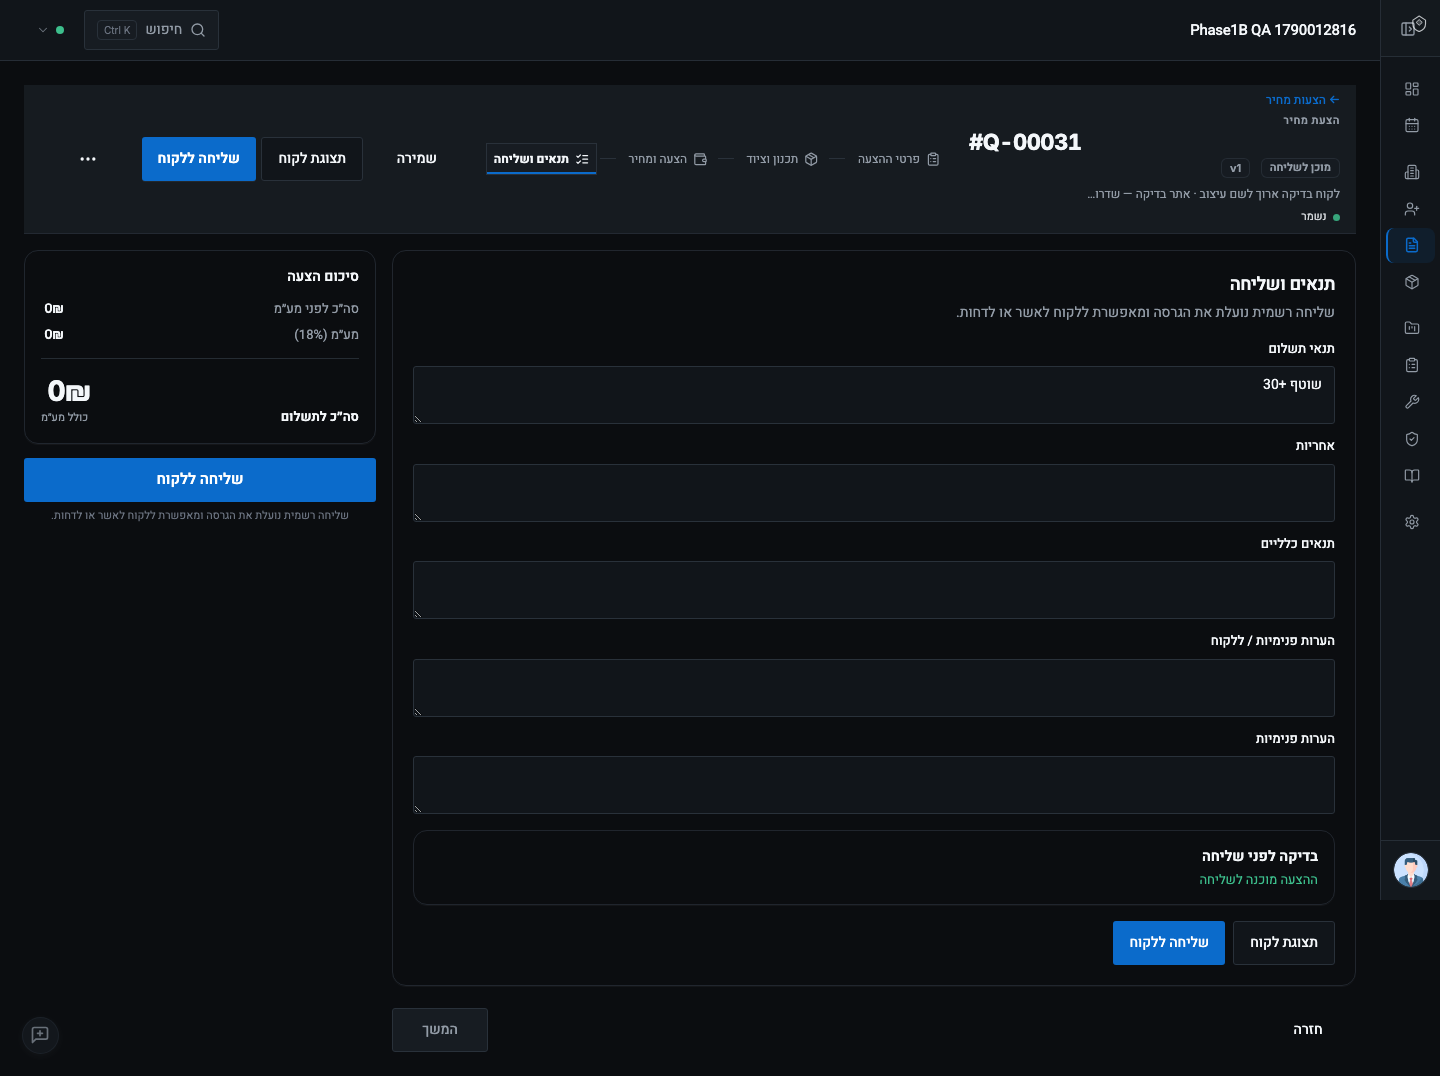 Phase1B QA 1790012816
חיפוש
Ctrl K
← הצעות מחיר
הצעת מחיר
#Q-00031
מוכן לשליחה
v1
לקוח בדיקה ארוך לשם עיצוב · אתר בדיקה — שדרו...
נשמר
פרטי ההצעה
תכנון וציוד
הצעה ומחיר
תנאים ושליחה
שמירה
תצוגת לקוח
שליחה ללקוח
תנאים ושליחה
שליחה רשמית נועלת את הגרסה ומאפשרת ללקוח לאשר או לדחות.
תנאי תשלום
שוטף +30
אחריות
תנאים כלליים
הערות פנימיות / ללקוח
הערות פנימיות
בדיקה לפני שליחה
ההצעה מוכנה לשליחה
תצוגת לקוח
שליחה ללקוח
חזרה
המשך
סיכום הצעה
סה״כ לפני מע״מ
0₪
מע״מ (18%)
0₪
סה״כ לתשלום
0₪
כולל מע״מ
שליחה ללקוח
שליחה רשמית נועלת את הגרסה ומאפשרת ללקוח לאשר או לדחות.